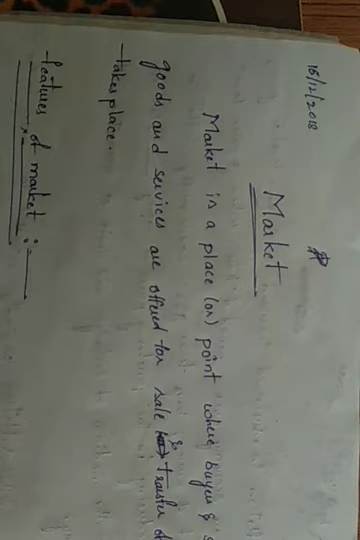 16/12/2018
Market
Market is a place (or) point where buyers &
goods and services are offered for sale & transfer of
takes place.
features of market :-